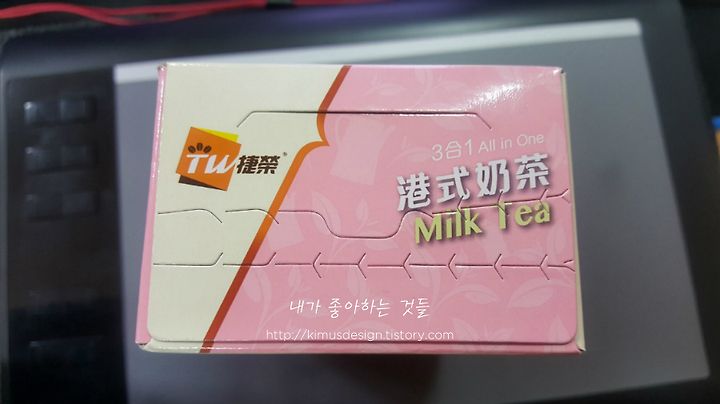 TW捷榮®
3合1 All in One
港式奶茶
Milk Tea
내가 좋아하는 것들
http://kimusdesign.tistory.com